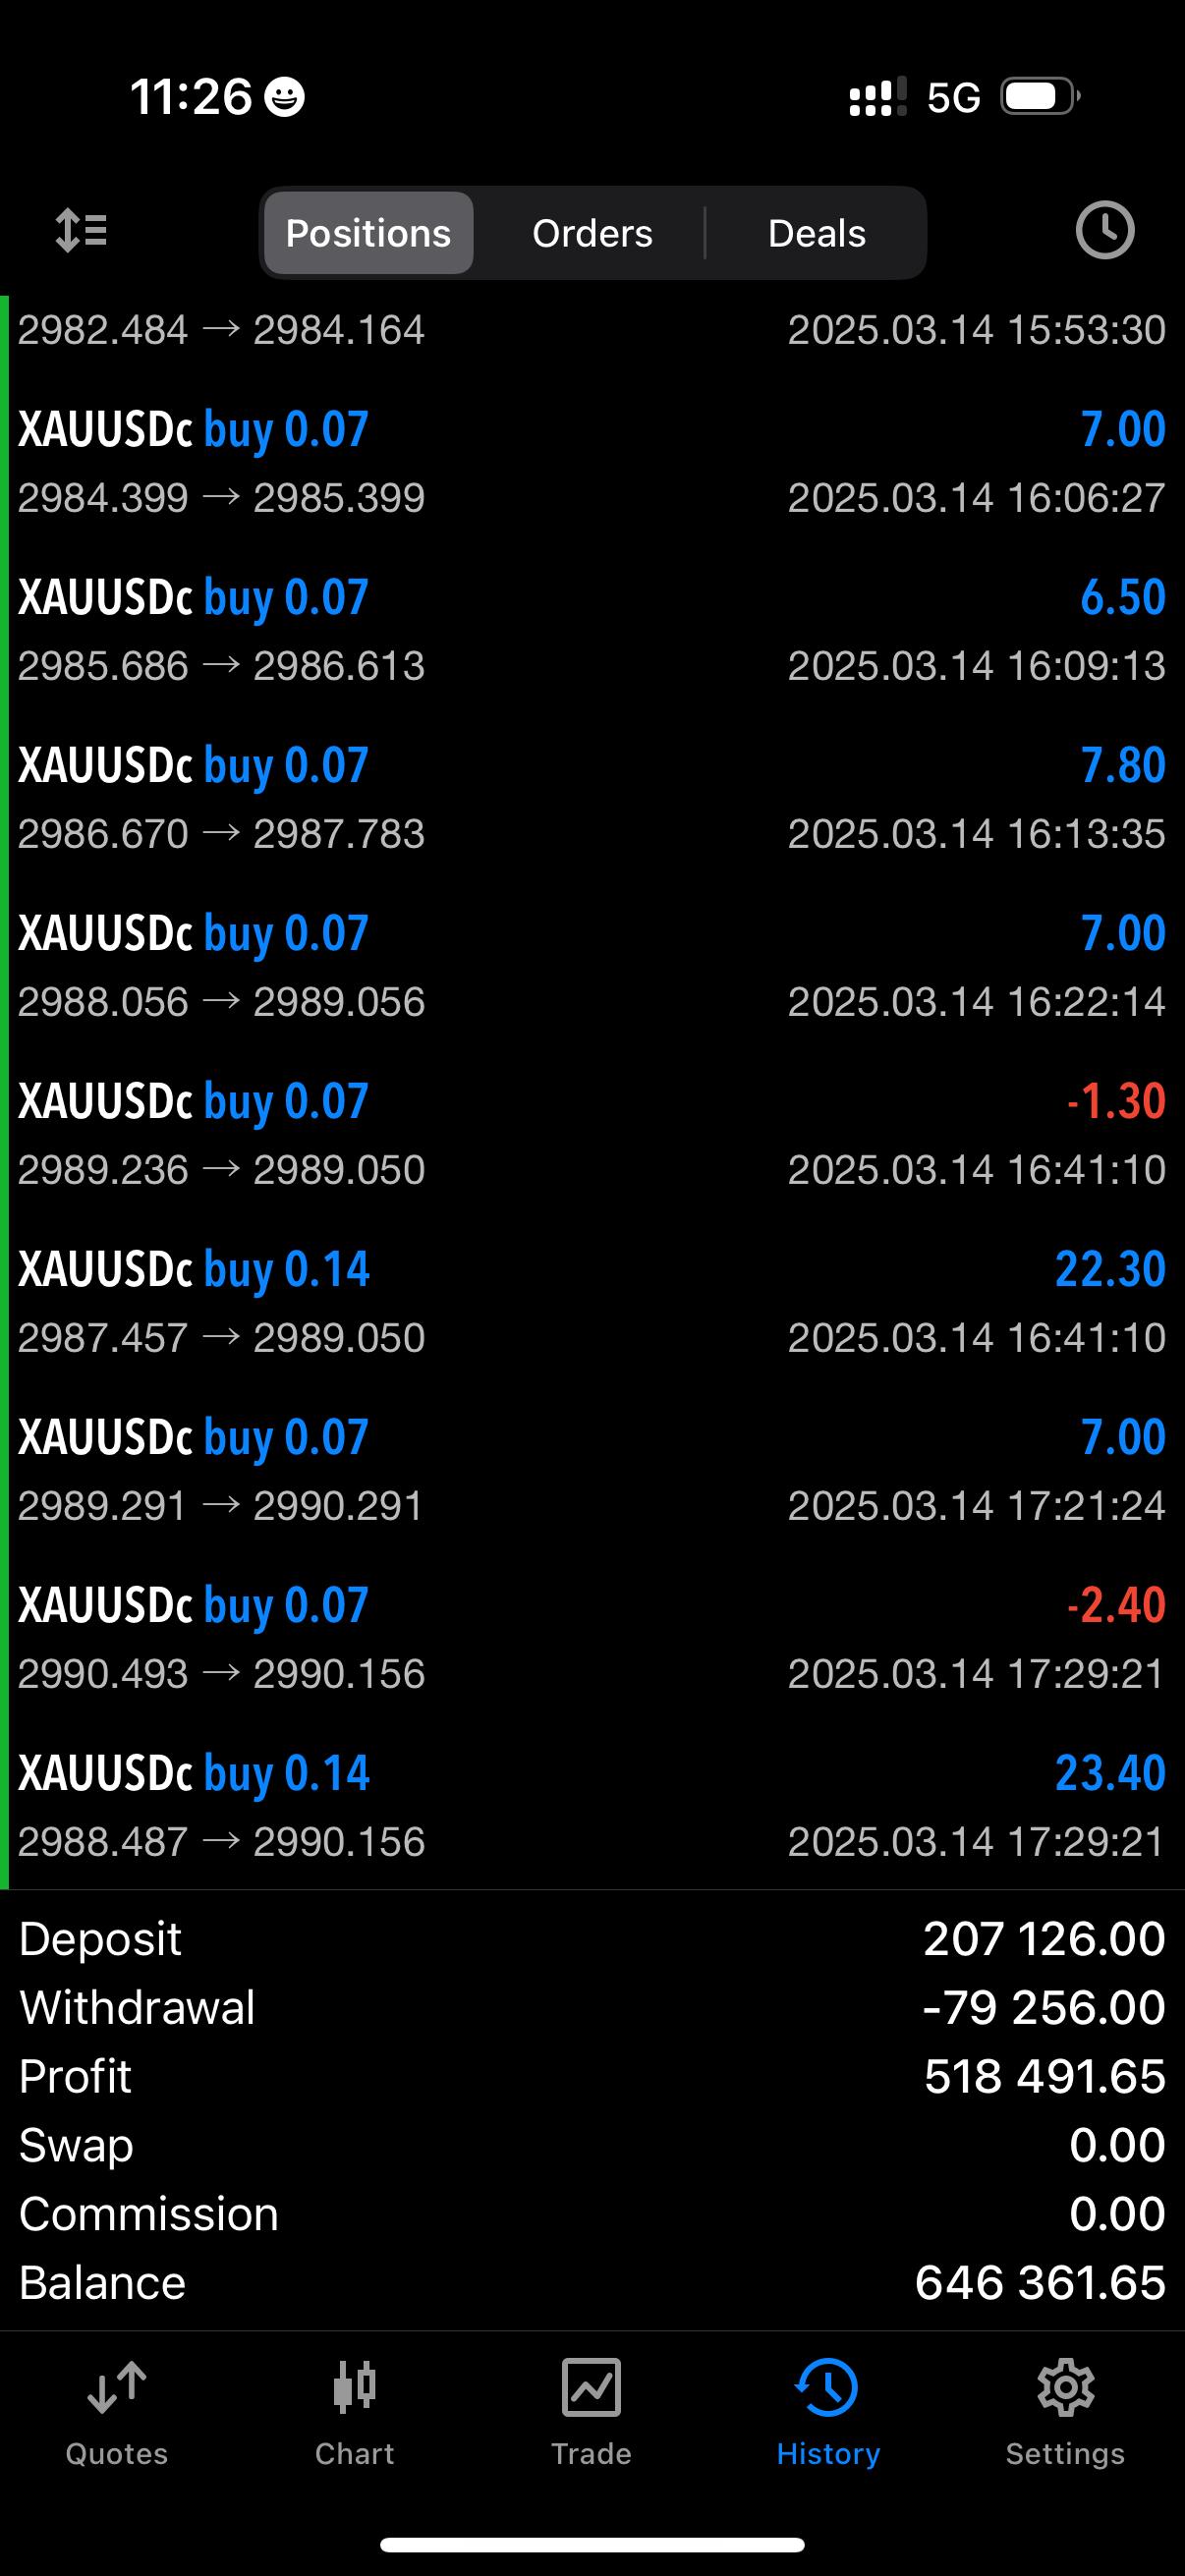 11:26
5G
Positions Orders Deals
2982.484 → 2984.164 2025.03.14 15:53:30
XAUUSDc buy 0.07 7.00
2984.399 → 2985.399 2025.03.14 16:06:27
XAUUSDc buy 0.07 6.50
2985.686 → 2986.613 2025.03.14 16:09:13
XAUUSDc buy 0.07 7.80
2986.670 → 2987.783 2025.03.14 16:13:35
XAUUSDc buy 0.07 7.00
2988.056 → 2989.056 2025.03.14 16:22:14
XAUUSDc buy 0.07 -1.30
2989.236 → 2989.050 2025.03.14 16:41:10
XAUUSDc buy 0.14 22.30
2987.457 → 2989.050 2025.03.14 16:41:10
XAUUSDc buy 0.07 7.00
2989.291 → 2990.291 2025.03.14 17:21:24
XAUUSDc buy 0.07 -2.40
2990.493 → 2990.156 2025.03.14 17:29:21
XAUUSDc buy 0.14 23.40
2988.487 → 2990.156 2025.03.14 17:29:21
Deposit 207 126.00
Withdrawal -79 256.00
Profit 518 491.65
Swap 0.00
Commission 0.00
Balance 646 361.65
Quotes Chart Trade History Settings